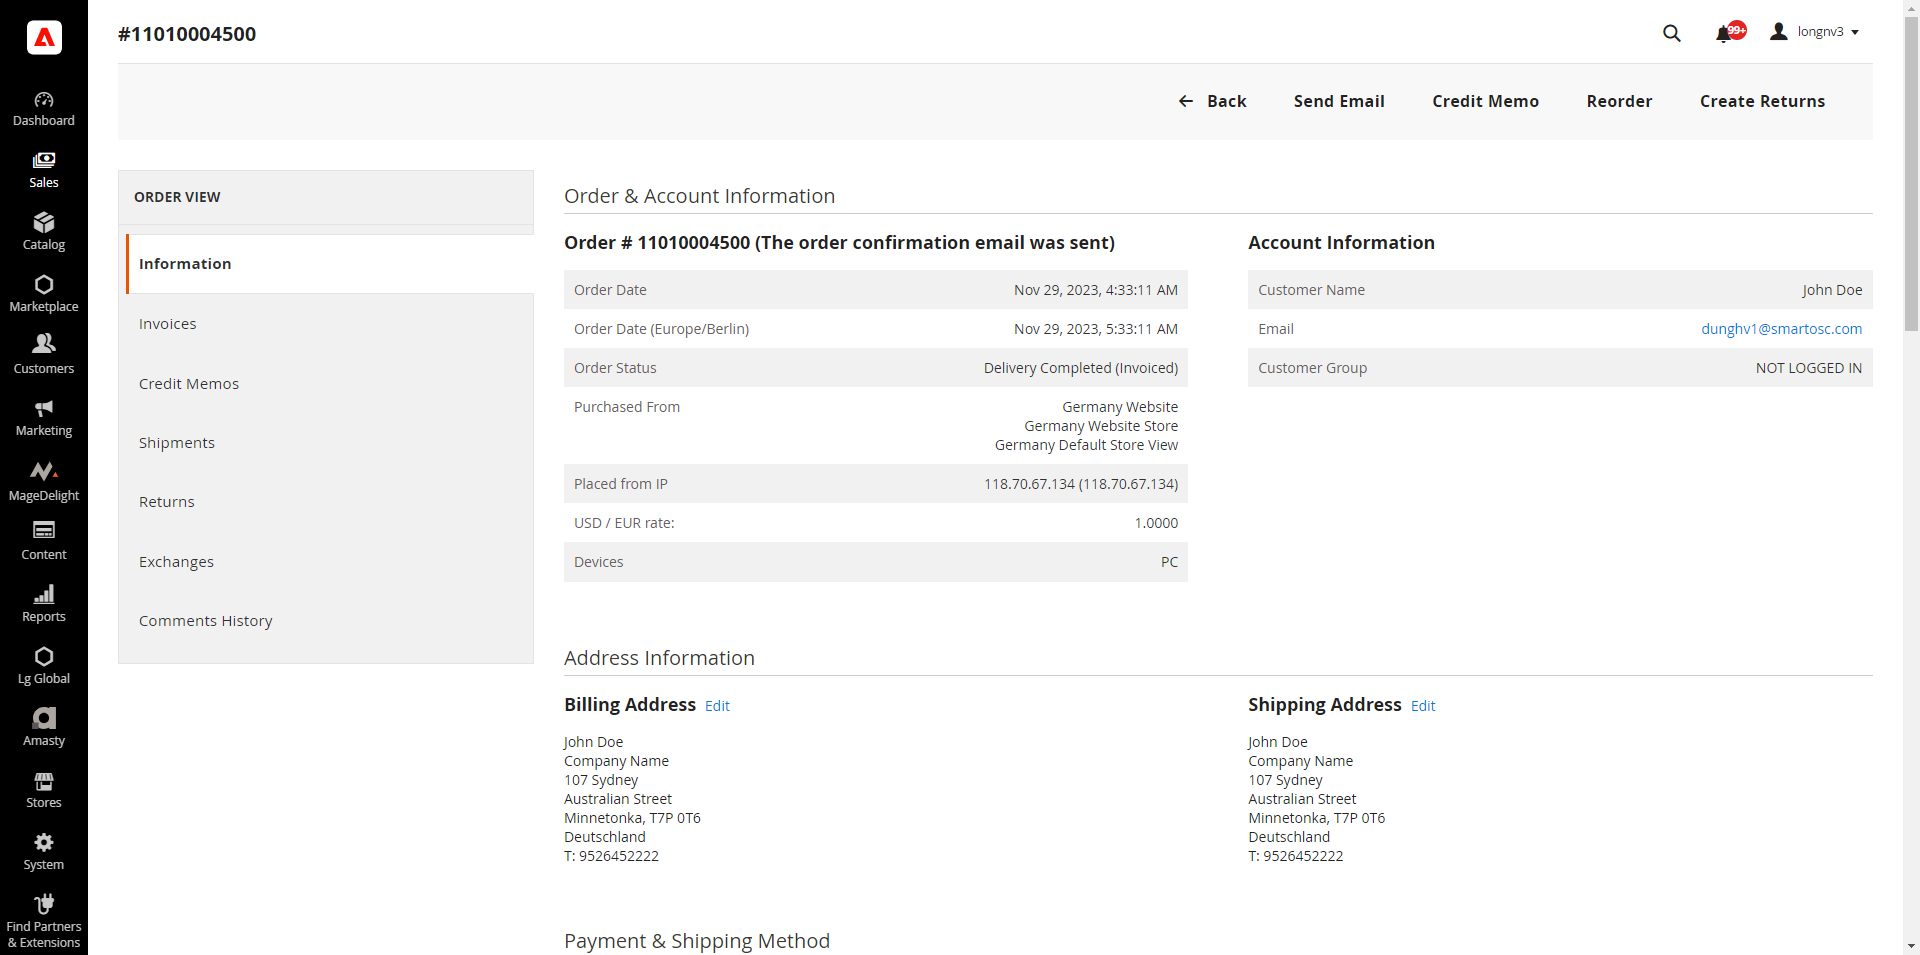 #11010004500
99+
longnv3
Back
Send Email
Credit Memo
Reorder
Create Returns
Dashboard
Sales
Catalog
Marketplace
Customers
Marketing
MageDelight
Content
Reports
Lg Global
Amasty
Stores
System
Find Partners
& Extensions
ORDER VIEW
Information
Invoices
Credit Memos
Shipments
Returns
Exchanges
Comments History
Order & Account Information
Order # 11010004500 (The order confirmation email was sent)
Order Date Nov 29, 2023, 4:33:11 AM
Order Date (Europe/Berlin) Nov 29, 2023, 5:33:11 AM
Order Status Delivery Completed (Invoiced)
Purchased From Germany Website
Germany Website Store
Germany Default Store View
Placed from IP 118.70.67.134 (118.70.67.134)
USD / EUR rate: 1.0000
Devices PC
Account Information
Customer Name John Doe
Email dunghv1@smartosc.com
Customer Group NOT LOGGED IN
Address Information
Billing Address Edit
John Doe
Company Name
107 Sydney
Australian Street
Minnetonka, T7P 0T6
Deutschland
T: 9526452222
Shipping Address Edit
John Doe
Company Name
107 Sydney
Australian Street
Minnetonka, T7P 0T6
Deutschland
T: 9526452222
Payment & Shipping Method